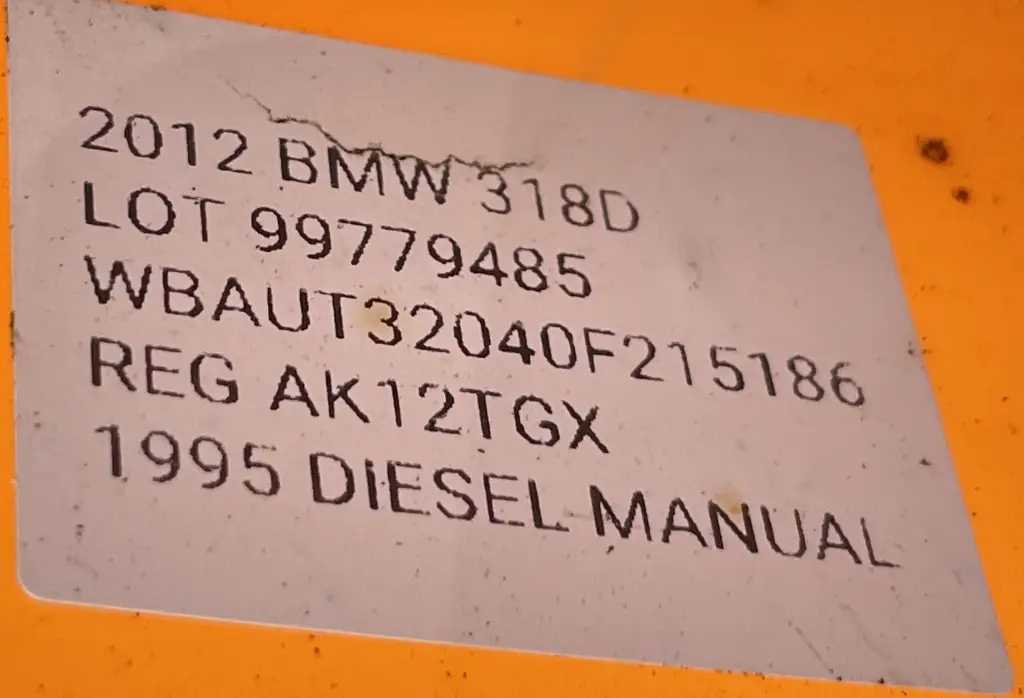 2012 BMW 318D
LOT 99779485
WBAUT32040F215186
REG AK12TGX
1995 DIESEL MANUAL